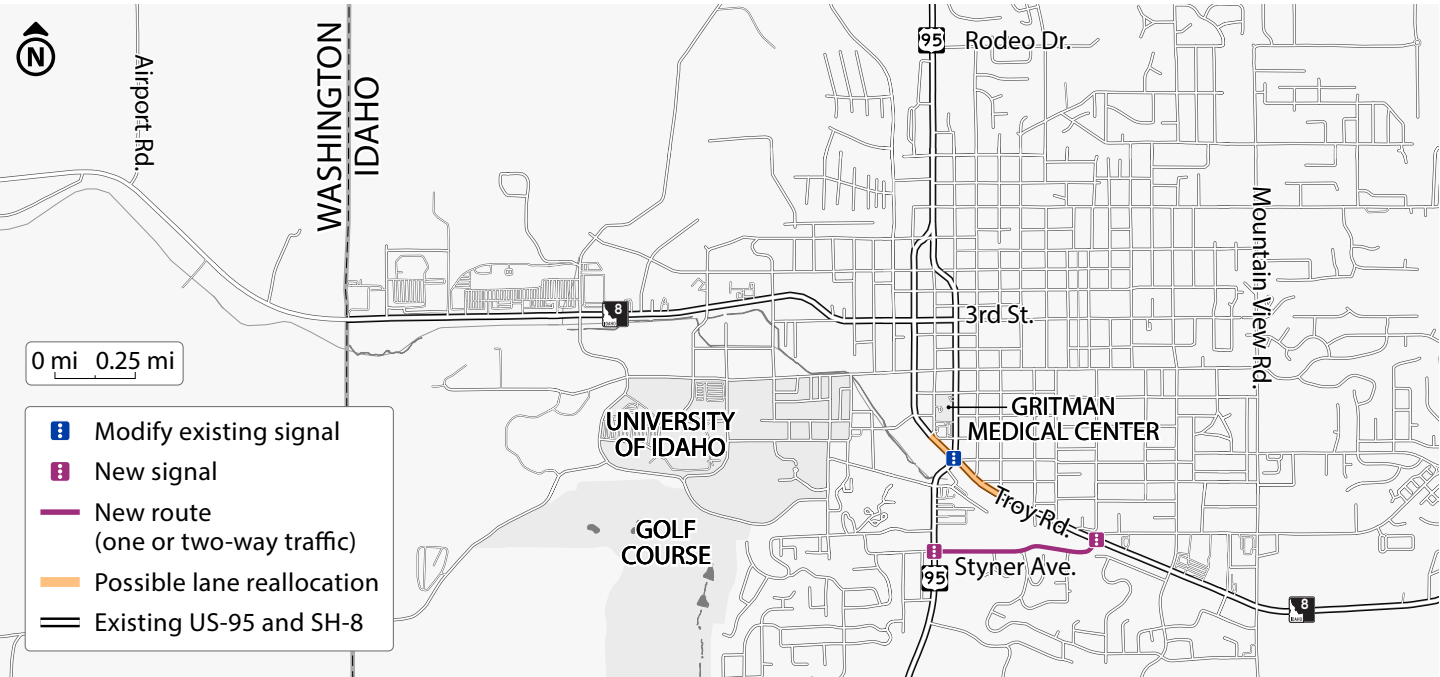 N
Airport Rd.
WASHINGTON
IDAHO
95
Rodeo Dr.
Mountain View Rd.
8
IDAHO
3rd St.
0 mi 0.25 mi
GRITMAN
MEDICAL CENTER
UNIVERSITY
OF IDAHO
Troy Rd.
GOLF
COURSE
Styner Ave.
95
8
IDAHO
Modify existing signal
New signal
New route
(one or two-way traffic)
Possible lane reallocation
Existing US-95 and SH-8